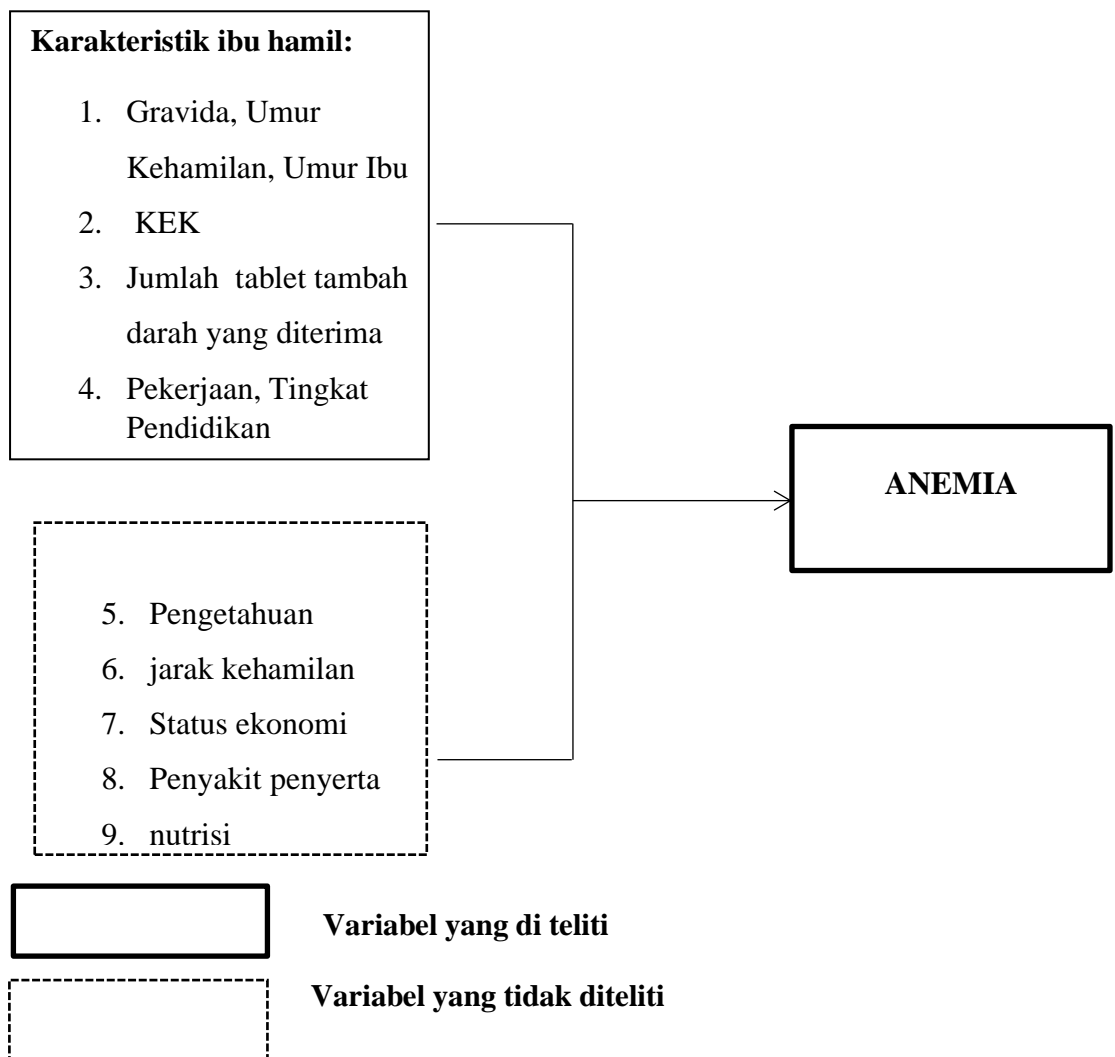 Karakteristik ibu hamil:
1. Gravida, Umur
Kehamilan, Umur Ibu
2. KEK
3. Jumlah tablet tambah
darah yang diterima
4. Pekerjaan, Tingkat
Pendidikan
ANEMIA
5. Pengetahuan
6. jarak kehamilan
7. Status ekonomi
8. Penyakit penyerta
9. nutrisi
Variabel yang di teliti
Variabel yang tidak diteliti